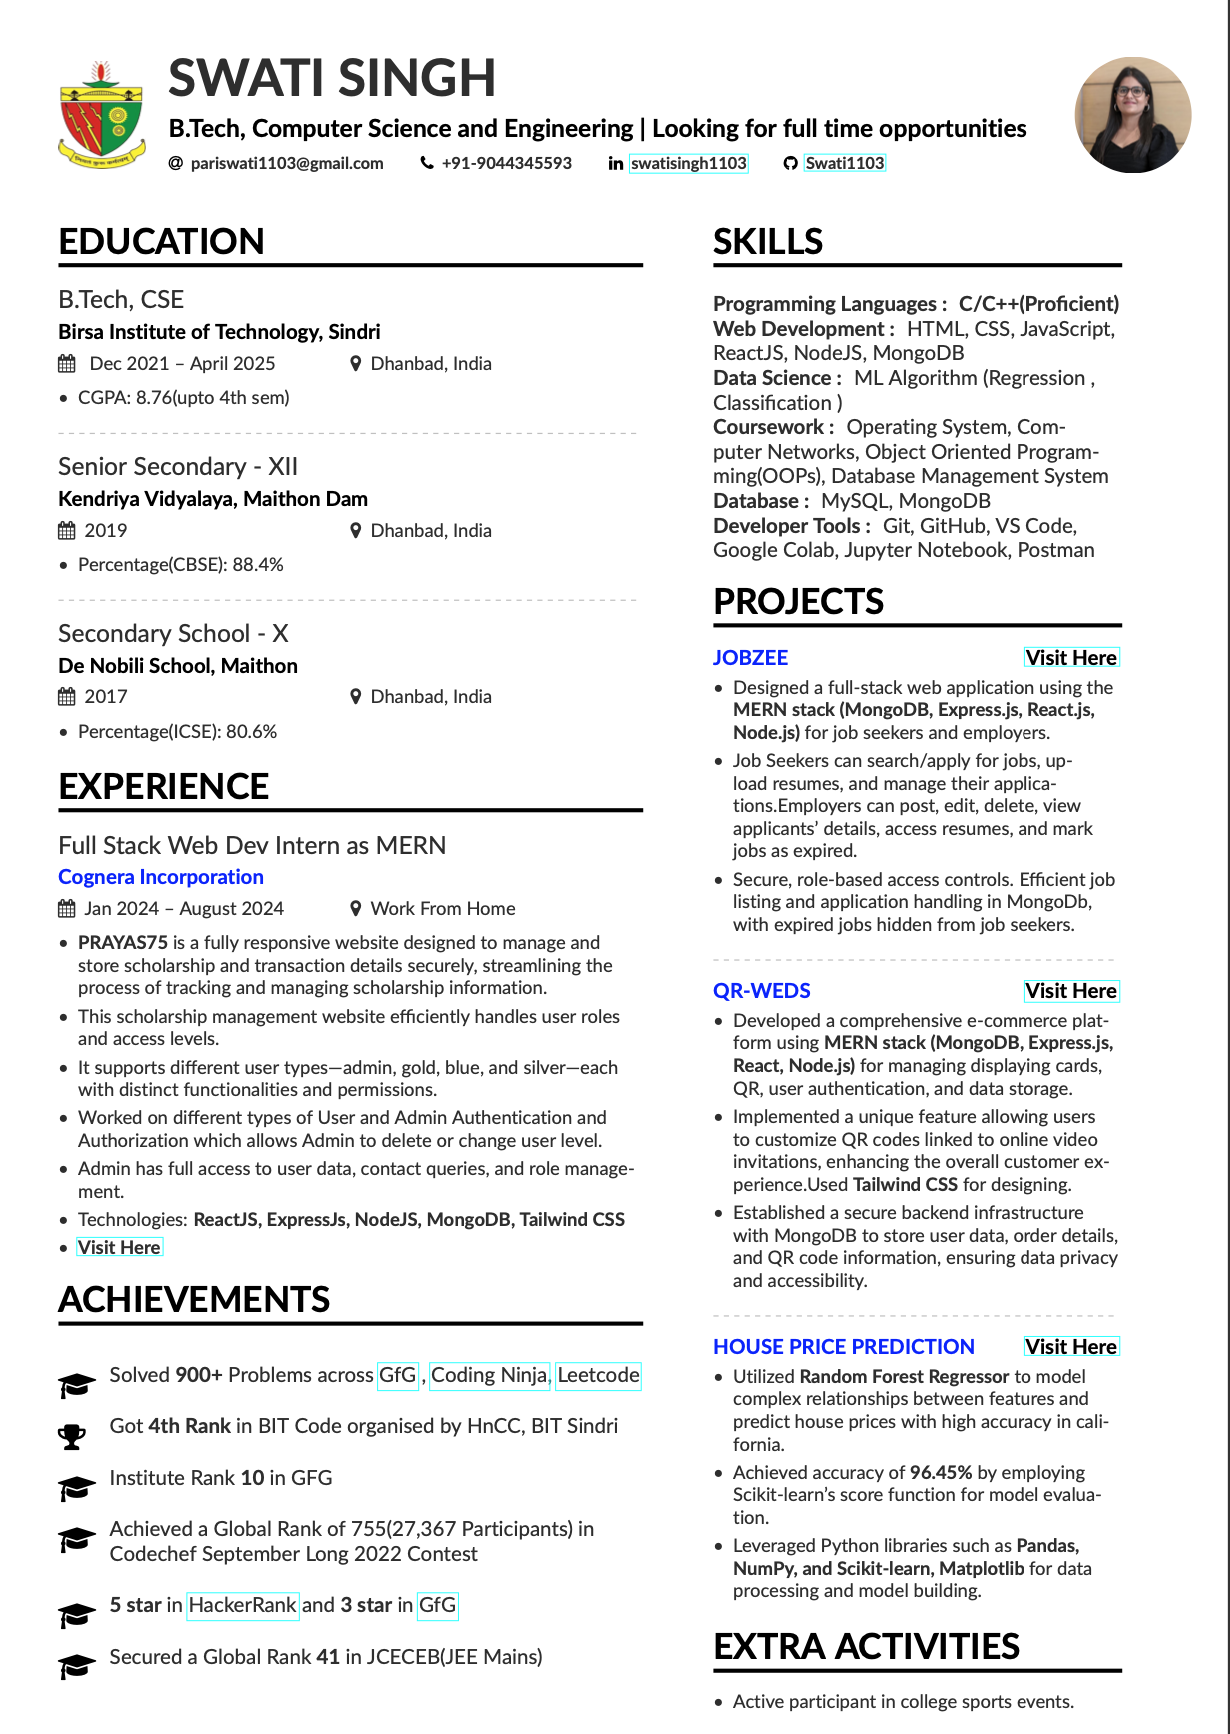 SWATI SINGH
B.Tech, Computer Science and Engineering | Looking for full time opportunities
pariswati1103@gmail.com +91-9044345593 swatisingh1103 Swati1103
EDUCATION
B.Tech, CSE
Birsa Institute of Technology, Sindri
Dec 2021 – April 2025 Dhanbad, India
• CGPA: 8.76(upto 4th sem)
Senior Secondary - XII
Kendriya Vidyalaya, Maithon Dam
2019 Dhanbad, India
• Percentage(CBSE): 88.4%
Secondary School - X
De Nobili School, Maithon
2017 Dhanbad, India
• Percentage(ICSE): 80.6%
EXPERIENCE
Full Stack Web Dev Intern as MERN
Cognera Incorporation
Jan 2024 – August 2024 Work From Home
• PRAYAS75 is a fully responsive website designed to manage and
store scholarship and transaction details securely, streamlining the
process of tracking and managing scholarship information.
• This scholarship management website efficiently handles user roles
and access levels.
• It supports different user types—admin, gold, blue, and silver—each
with distinct functionalities and permissions.
• Worked on different types of User and Admin Authentication and
Authorization which allows Admin to delete or change user level.
• Admin has full access to user data, contact queries, and role manage-
ment.
• Technologies: ReactJS, ExpressJs, NodeJS, MongoDB, Tailwind CSS
• Visit Here
ACHIEVEMENTS
Solved 900+ Problems across GfG , Coding Ninja, Leetcode
Got 4th Rank in BIT Code organised by HnCC, BIT Sindri
Institute Rank 10 in GFG
Achieved a Global Rank of 755(27,367 Participants) in
Codechef September Long 2022 Contest
5 star in HackerRank and 3 star in GfG
Secured a Global Rank 41 in JCECEB(JEE Mains)
SKILLS
Programming Languages : C/C++(Proficient)
Web Development : HTML, CSS, JavaScript,
ReactJS, NodeJS, MongoDB
Data Science : ML Algorithm (Regression ,
Classification )
Coursework : Operating System, Com-
puter Networks, Object Oriented Program-
ming(OOPs), Database Management System
Database : MySQL, MongoDB
Developer Tools : Git, GitHub, VS Code,
Google Colab, Jupyter Notebook, Postman
PROJECTS
JOBZEE Visit Here
• Designed a full-stack web application using the
MERN stack (MongoDB, Express.js, React.js,
Node.js) for job seekers and employers.
• Job Seekers can search/apply for jobs, up-
load resumes, and manage their applica-
tions.Employers can post, edit, delete, view
applicants' details, access resumes, and mark
jobs as expired.
• Secure, role-based access controls. Efficient job
listing and application handling in MongoDb,
with expired jobs hidden from job seekers.
QR-WEDS Visit Here
• Developed a comprehensive e-commerce plat-
form using MERN stack (MongoDB, Express.js,
React, Node.js) for managing displaying cards,
QR, user authentication, and data storage.
• Implemented a unique feature allowing users
to customize QR codes linked to online video
invitations, enhancing the overall customer ex-
perience.Used Tailwind CSS for designing.
• Established a secure backend infrastructure
with MongoDB to store user data, order details,
and QR code information, ensuring data privacy
and accessibility.
HOUSE PRICE PREDICTION Visit Here
• Utilized Random Forest Regressor to model
complex relationships between features and
predict house prices with high accuracy in cali-
fornia.
• Achieved accuracy of 96.45% by employing
Scikit-learn's score function for model evalua-
tion.
• Leveraged Python libraries such as Pandas,
NumPy, and Scikit-learn, Matplotlib for data
processing and model building.
EXTRA ACTIVITIES
• Active participant in college sports events.